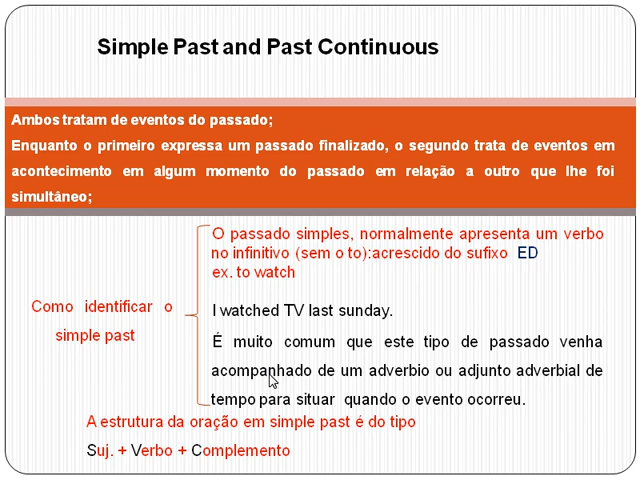 Simple Past and Past Continuous
Ambos tratam de eventos do passado;
Enquanto o primeiro expressa um passado finalizado, o segundo trata de eventos em
acontecimento em algum momento do passado em relação a outro que lhe foi
simultâneo;
O passado simples, normalmente apresenta um verbo
no infinitivo (sem o to):acrescido do sufixo ED
ex. to watch
Como identificar o
simple past
I watched TV last sunday.
É muito comum que este tipo de passado venha
acompanhado de um adverbio ou adjunto adverbial de
tempo para situar quando o evento ocorreu.
A estrutura da oração em simple past é do tipo
Suj. + Verbo + Complemento